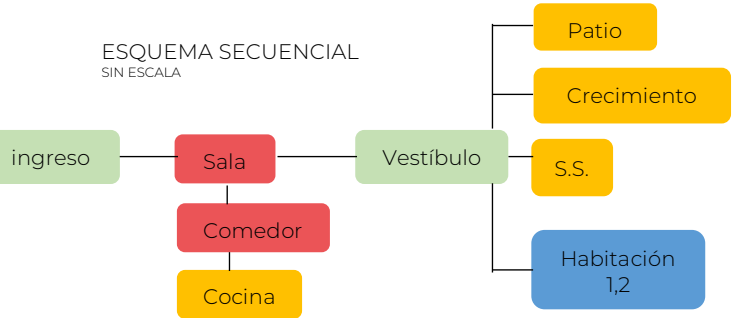 ESQUEMA SECUENCIAL
SIN ESCALA
ingreso
Sala
Comedor
Cocina
Vestíbulo
Patio
Crecimiento
S.S.
Habitación
1,2